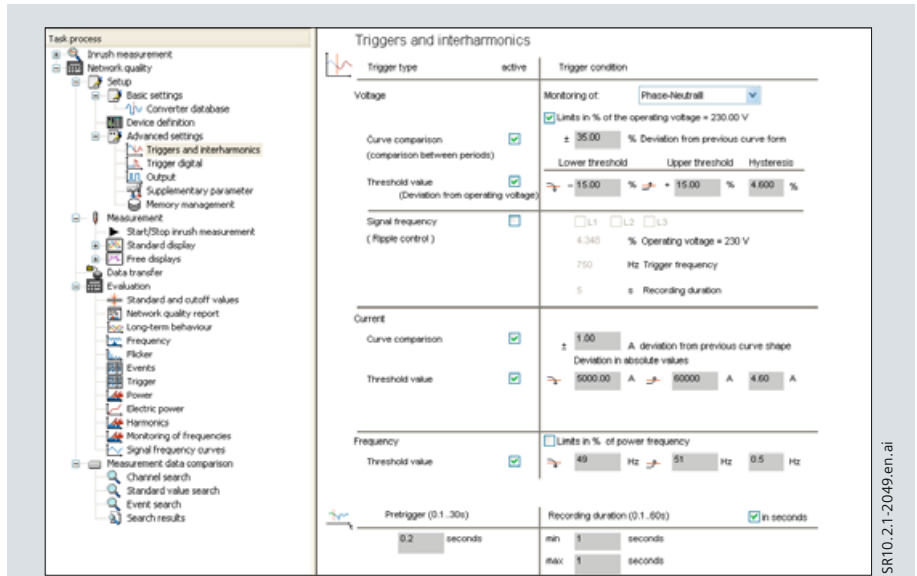 Task process
Inrush measurement
Network quality
Setup
Basic settings
Converter database
Device definition
Advanced settings
Triggers and interharmonics
Trigger digital
Output
Supplementary parameter
Memory management
Measurement
Start/Stop inrush measurement
Standard display
Free displays
Data transfer
Evaluation
Standard and cutoff values
Network quality report
Long-term behaviour
Frequency
Flicker
Events
Trigger
Power
Electric power
Harmonics
Monitoring of frequencies
Signal frequency curves
Measurement data comparison
Channel search
Standard value search
Event search
Search results
Triggers and interharmonics
Trigger type active Trigger condition
Voltage Monitoring of: Phase-Neutrall
Limits in % of the operating voltage = 230.00 V
Curve comparison ± 35.00 % Deviation from previous curve form
(comparison between periods)
Lower threshold Upper threshold Hysteresis
Threshold value - 15.00 % + 15.00 % 4.600 %
(Deviation from operating voltage)
Signal frequency L1 L2 L3
( Ripple control ) 4.348 % Operating voltage = 230 V
750 Hz Trigger frequency
5 s Recording duration
Current
Curve comparison ± 1.00 A deviation from previous curve shape
Deviation in absolute values
Threshold value 5000.00 A 60000 A 4.60 A
Frequency Limits in % of power frequency
Threshold value 49 Hz 51 Hz 0.5 Hz
Pretrigger (0.1..30s) Recording duration (0.1..60s) in seconds
0.2 seconds min 1 seconds
max 1 seconds
SR10.2.1-2049.en.ai